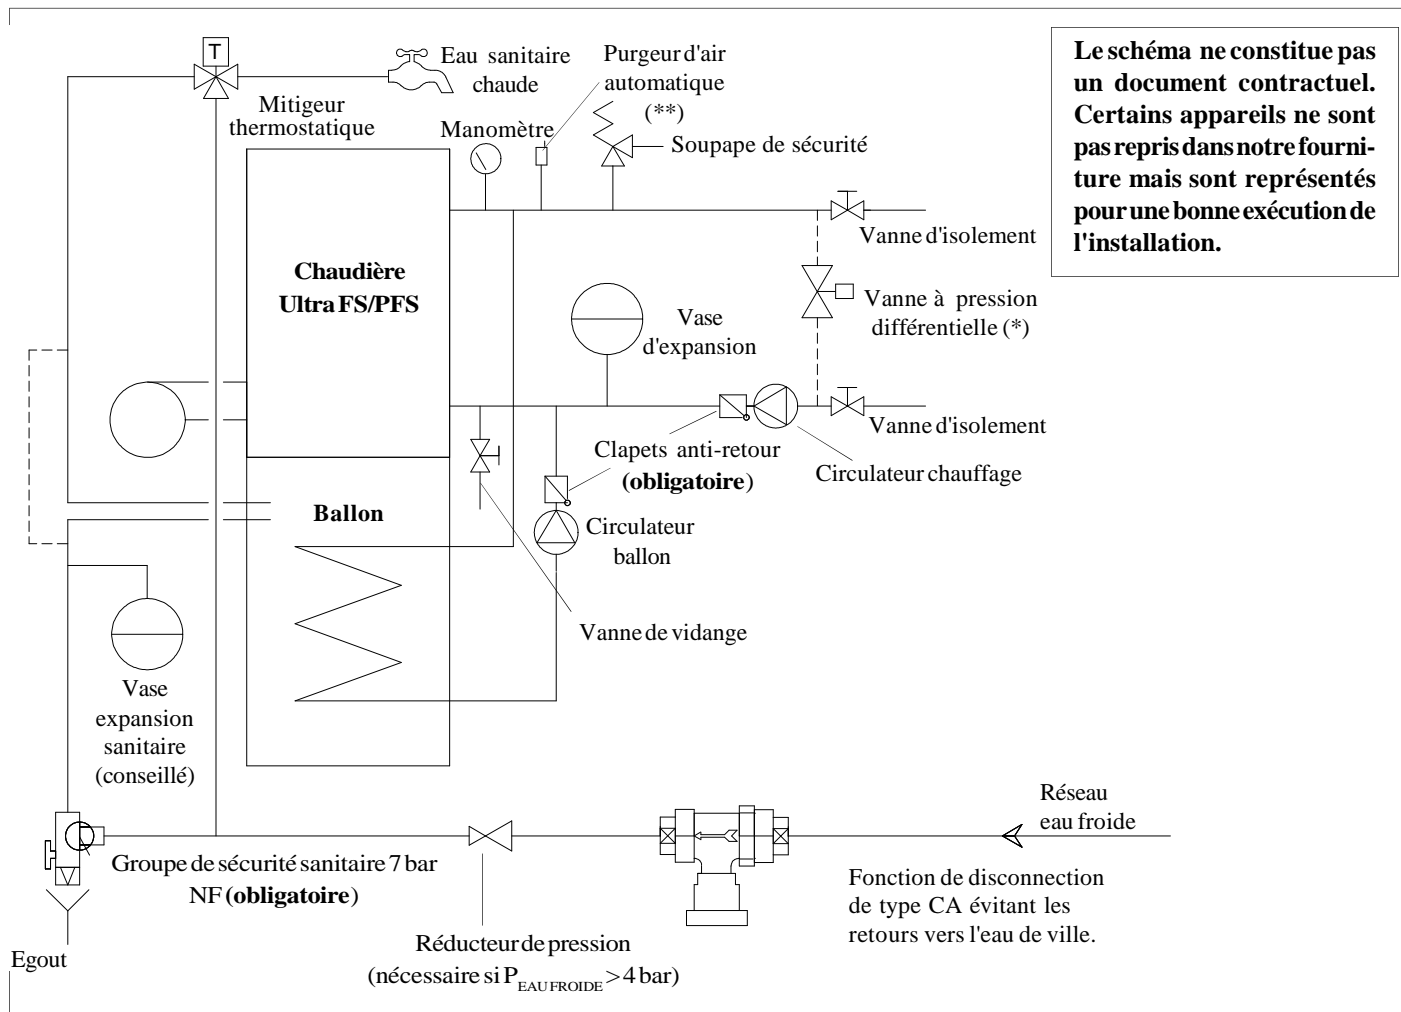 T
Eau sanitaire
chaude
Mitigeur
thermostatique
Manomètre
Purgeur d'air
automatique
(**)
Soupape de sécurité
Le schéma ne constitue pas
un document contractuel.
Certains appareils ne sont
pas repris dans notre fourni-
ture mais sont représentés
pour une bonne exécution de
l'installation.
Vanne d'isolement
Chaudière
Ultra FS/PFS
Vase
d'expansion
Vanne à pression
différentielle (*)
Vanne d'isolement
Clapets anti-retour
(obligatoire)
Circulateur chauffage
Ballon
Circulateur
ballon
Vanne de vidange
Vase
expansion
sanitaire
(conseillé)
Réseau
eau froide
Groupe de sécurité sanitaire 7 bar
NF (obligatoire)
Fonction de disconnection
de type CA évitant les
retours vers l'eau de ville.
Réducteur de pression
(nécessaire si P EAU FROIDE > 4 bar)
Egout